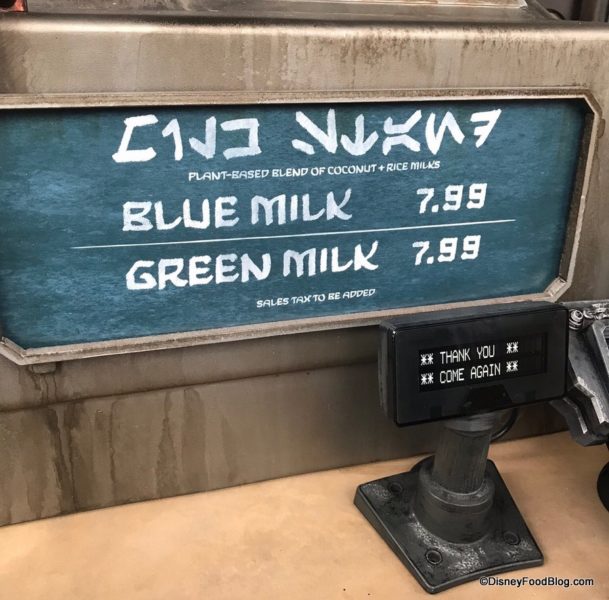 PLANT-BASED BLEND OF COCONUT + RICE MILKS
BLUE MILK 7.99
GREEN MILK 7.99
SALES TAX TO BE ADDED
** THANK YOU **
** COME AGAIN **
©DisneyFoodBlog.com